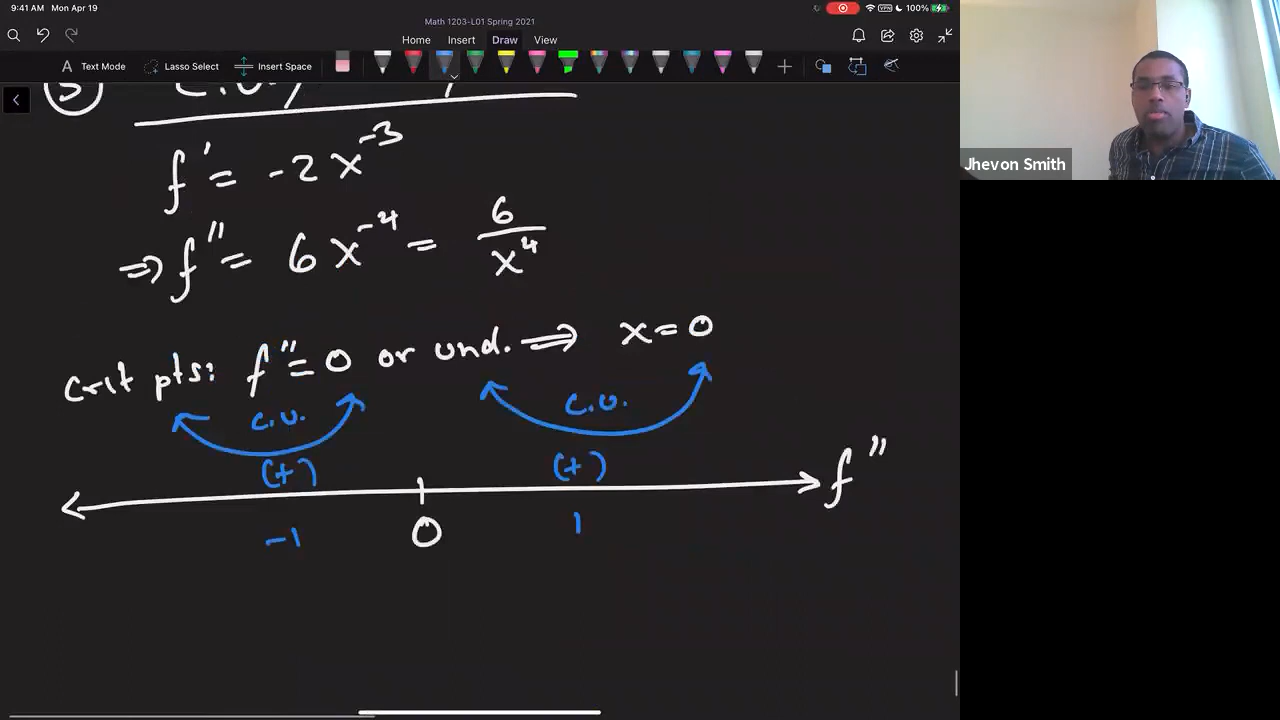 9:41 AM Mon Apr 19
100%
Math 1203-L01 Spring 2021
Home Insert Draw View
Text Mode Lasso Select Insert Space
f' = -2x^-3
⇒ f'' = 6x^-4 = 6/x^4
crit pts: f'' = 0 or und. ⇒ x = 0
c.u. c.u.
(+) (+)
f''
-1 0 1
Jhevon Smith